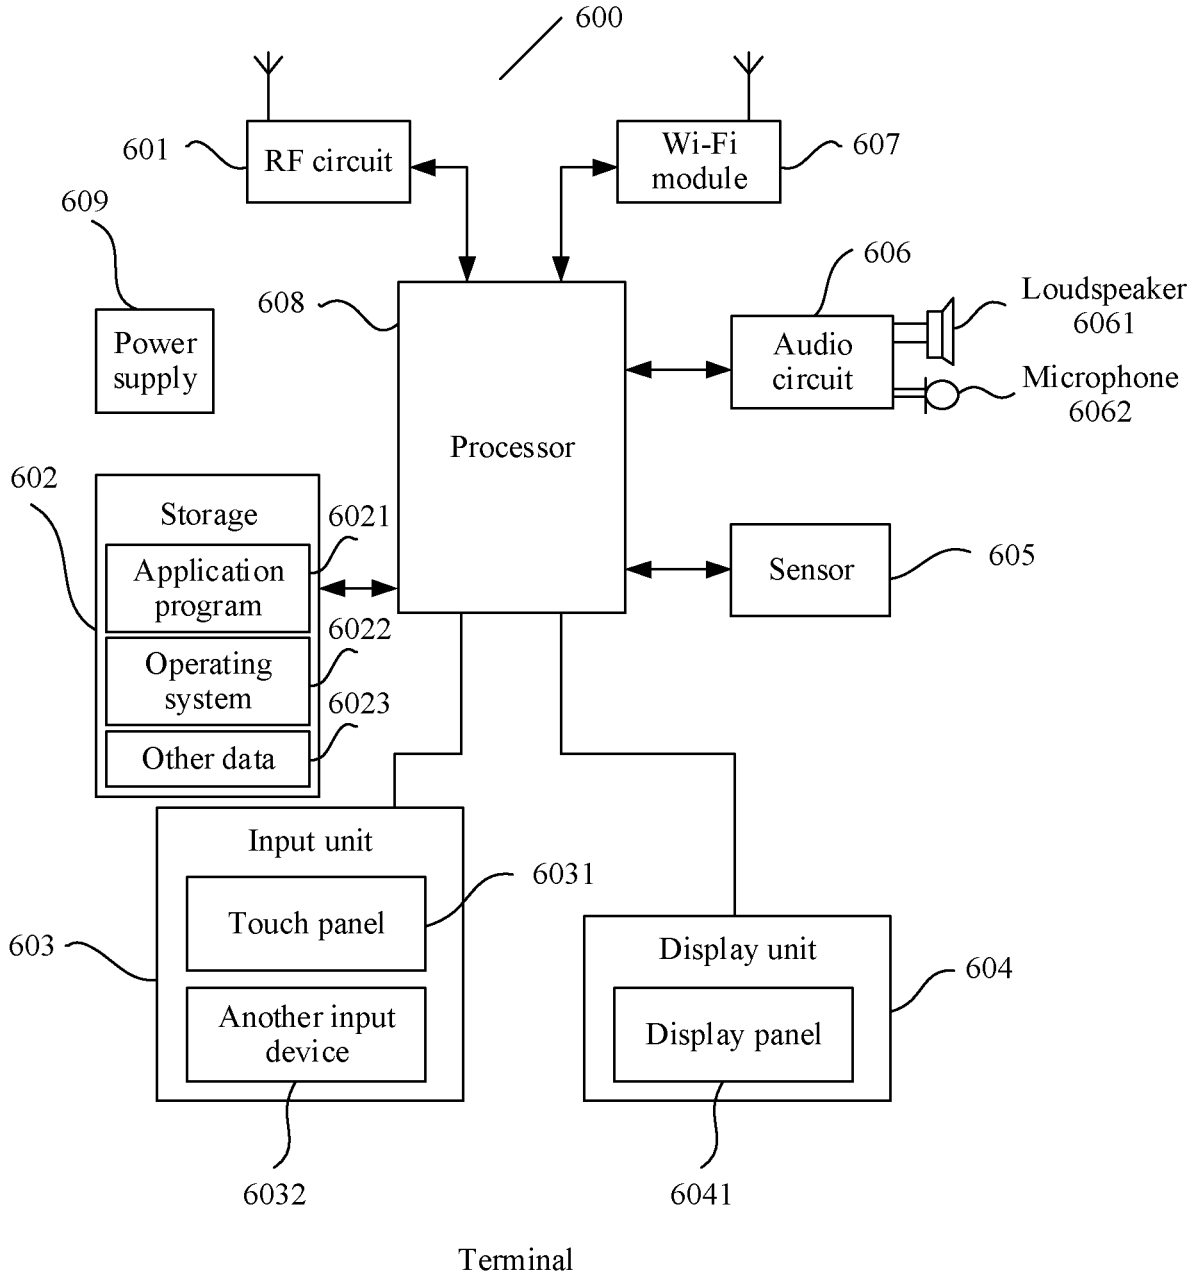 600
601
RF circuit
Wi-Fi
module
607
609
Power
supply
608
Processor
606
Audio
circuit
Loudspeaker
6061
Microphone
6062
602
Storage
6021
Application
program
6022
Operating
system
6023
Other data
Sensor
605
Input unit
6031
Touch panel
603
Another input
device
6032
Display unit
604
Display panel
6041
Terminal